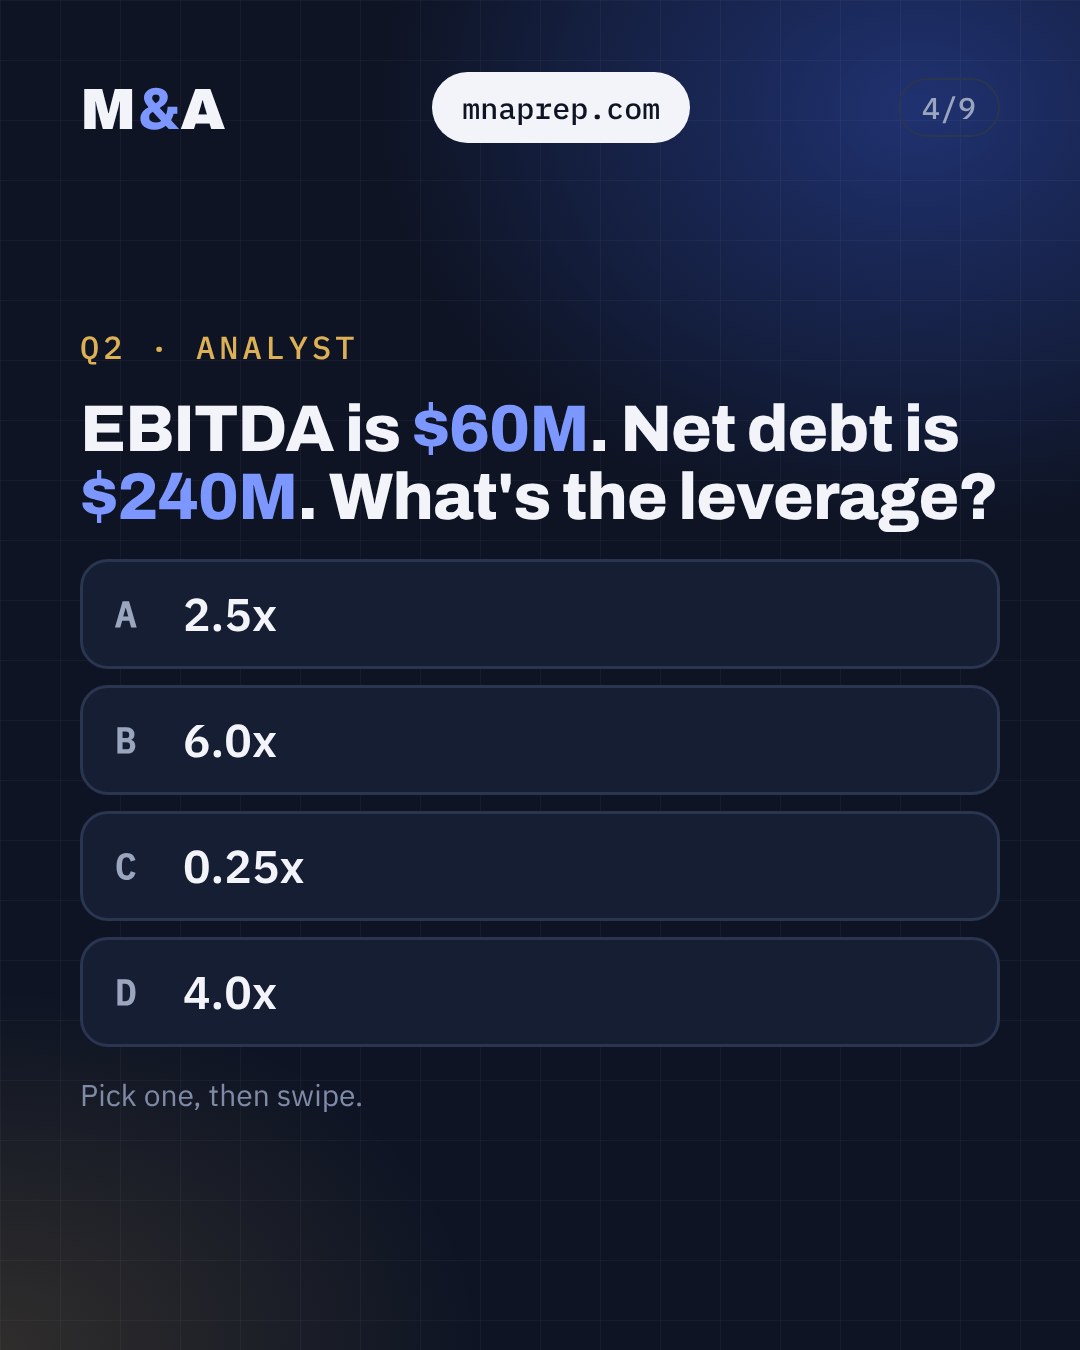 M&A
mnaprep.com
4/9
Q2 · ANALYST
EBITDA is $60M. Net debt is
$240M. What's the leverage?
A 2.5x
B 6.0x
C 0.25x
D 4.0x
Pick one, then swipe.